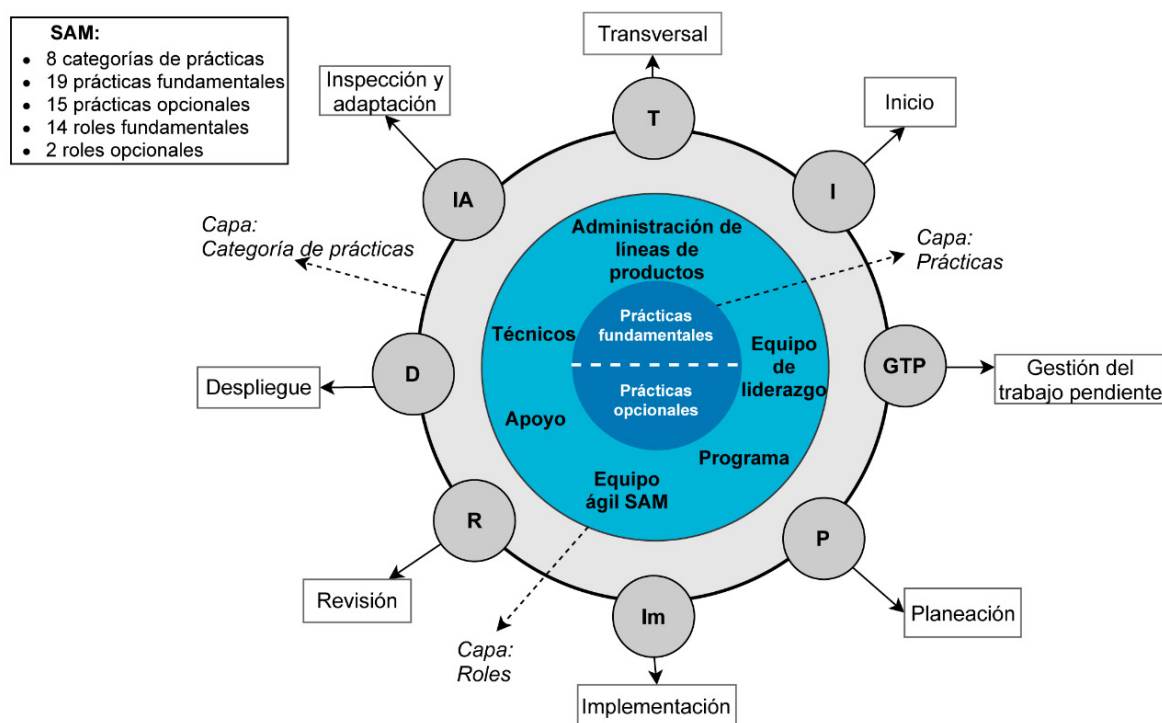 SAM:
• 8 categorías de prácticas
• 19 prácticas fundamentales
• 15 prácticas opcionales
• 14 roles fundamentales
• 2 roles opcionales
Transversal
T
Inspección y
adaptación
IA
Inicio
I
Capa:
Categoría de prácticas
Capa:
Prácticas
Administración de
líneas de
productos
Prácticas
fundamentales
Prácticas
opcionales
Técnicos
Equipo
de
liderazgo
Apoyo
Programa
Equipo
ágil SAM
GTP
Gestión del
trabajo pendiente
D
Despliegue
R
Revisión
P
Planeación
Im
Implementación
Capa:
Roles